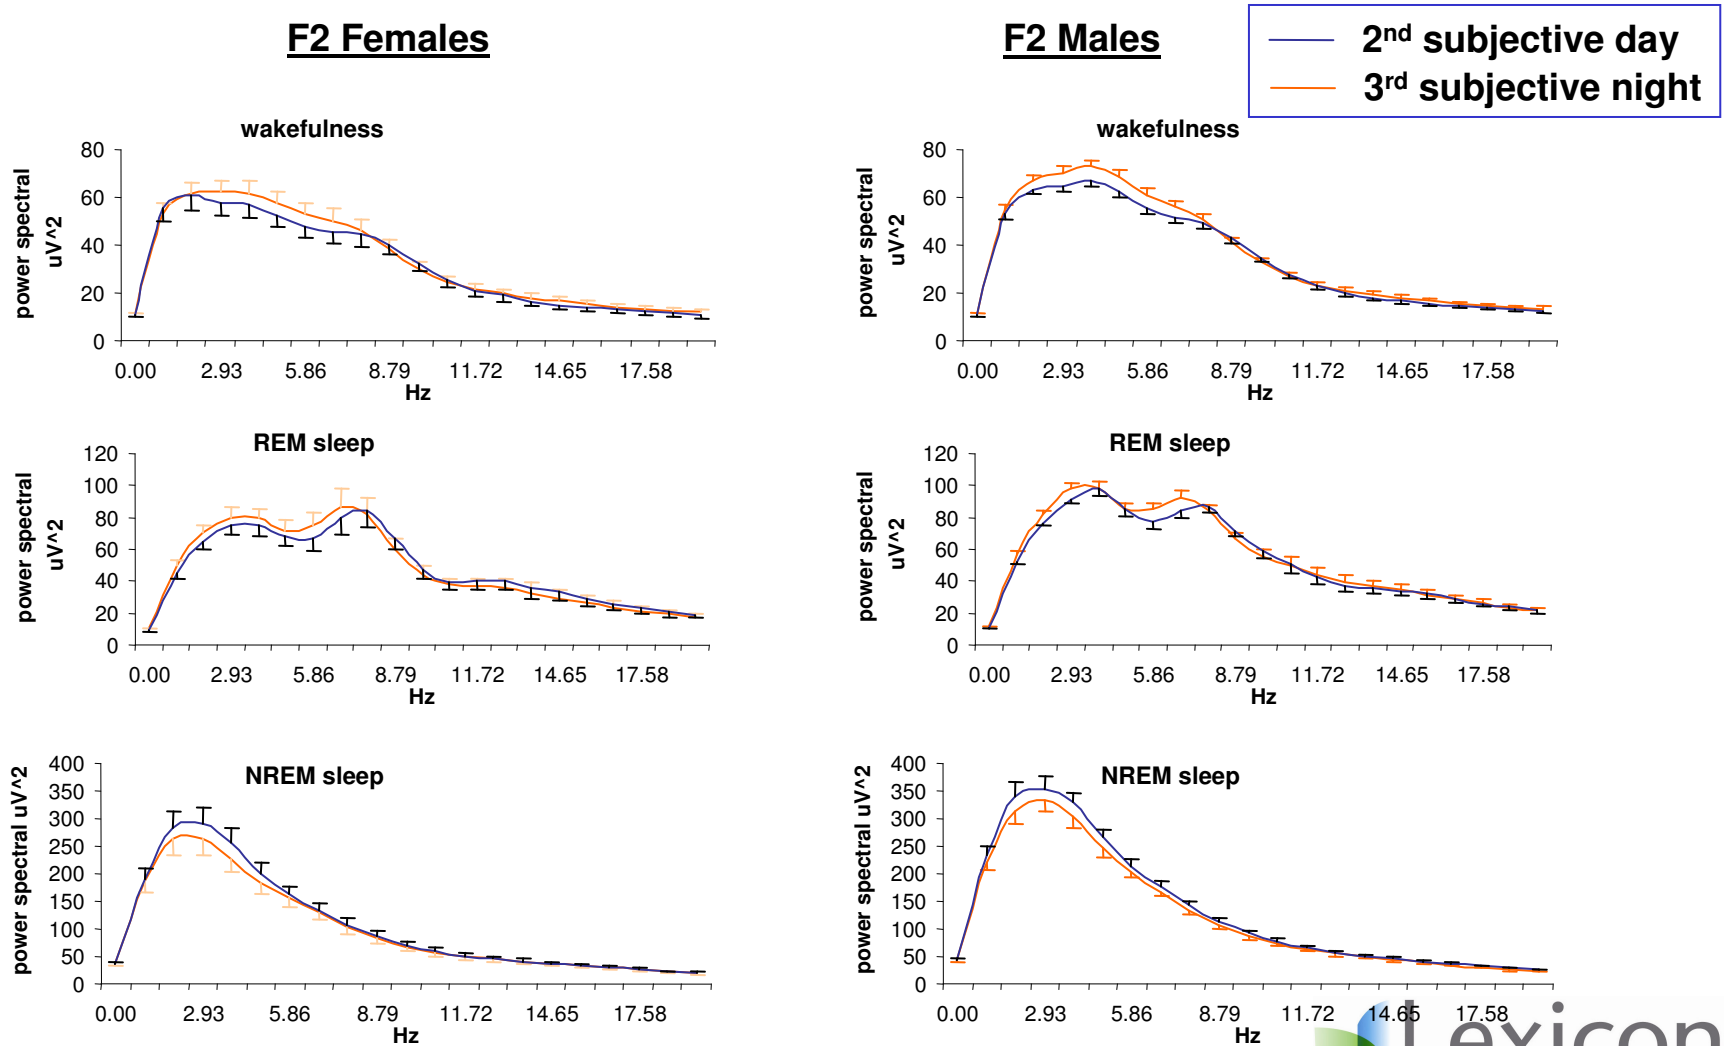 F2 Females
F2 Males
2nd subjective day
3rd subjective night
wakefulness
power spectral
uV^2
80
60
40
20
0
0.00 2.93 5.86 8.79 11.72 14.65 17.58
Hz
wakefulness
power spectral
uV^2
80
60
40
20
0
0.00 2.93 5.86 8.79 11.72 14.65 17.58
Hz
REM sleep
power spectral
uV^2
120
100
80
60
40
20
0
0.00 2.93 5.86 8.79 11.72 14.65 17.58
Hz
REM sleep
power spectral
uV^2
120
100
80
60
40
20
0
0.00 2.93 5.86 8.79 11.72 14.65 17.58
Hz
NREM sleep
power spectral uV^2
400
350
300
250
200
150
100
50
0
0.00 2.93 5.86 8.79 11.72 14.65 17.58
Hz
NREM sleep
power spectral uV^2
400
350
300
250
200
150
100
50
0
0.00 2.93 5.86 8.79 11.72 14.65 17.58
Hz
Lexicon